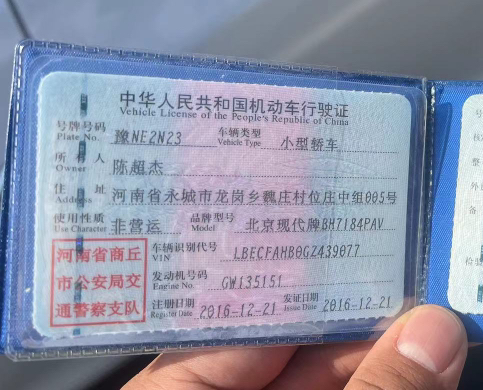 中华人民共和国机动车行驶证
Vehicle License of the People's Republic of China
号牌号码 豫NE2N23 车辆类型 小型轿车
Plate No. Vehicle Type
所有人 陈超杰
Owner
住址 河南省永城市龙岗乡魏庄村位庄中组005号
Address
使用性质 非营运 品牌型号 北京现代牌BH7184PAV
Use Character Model
车辆识别代号 LBECFAHB0GZ439077
VIN
河南省商丘
市公安局交
通警察支队
发动机号码 GW135151
Engine No.
注册日期 2016-12-21 发证日期 2016-12-21
Register Date Issue Date